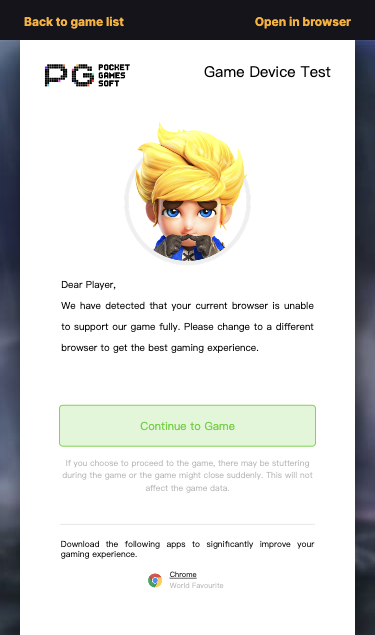 Back to game list
Open in browser
PG POCKET GAMES SOFT
Game Device Test
Dear Player,
We have detected that your current browser is unable
to support our game fully. Please change to a different
browser to get the best gaming experience.
Continue to Game
If you choose to proceed to the game, there may be stuttering
during the game or the game might close suddenly. This will not
affect the game data.
Download the following apps to significantly improve your
gaming experience.
Chrome
World Favourite